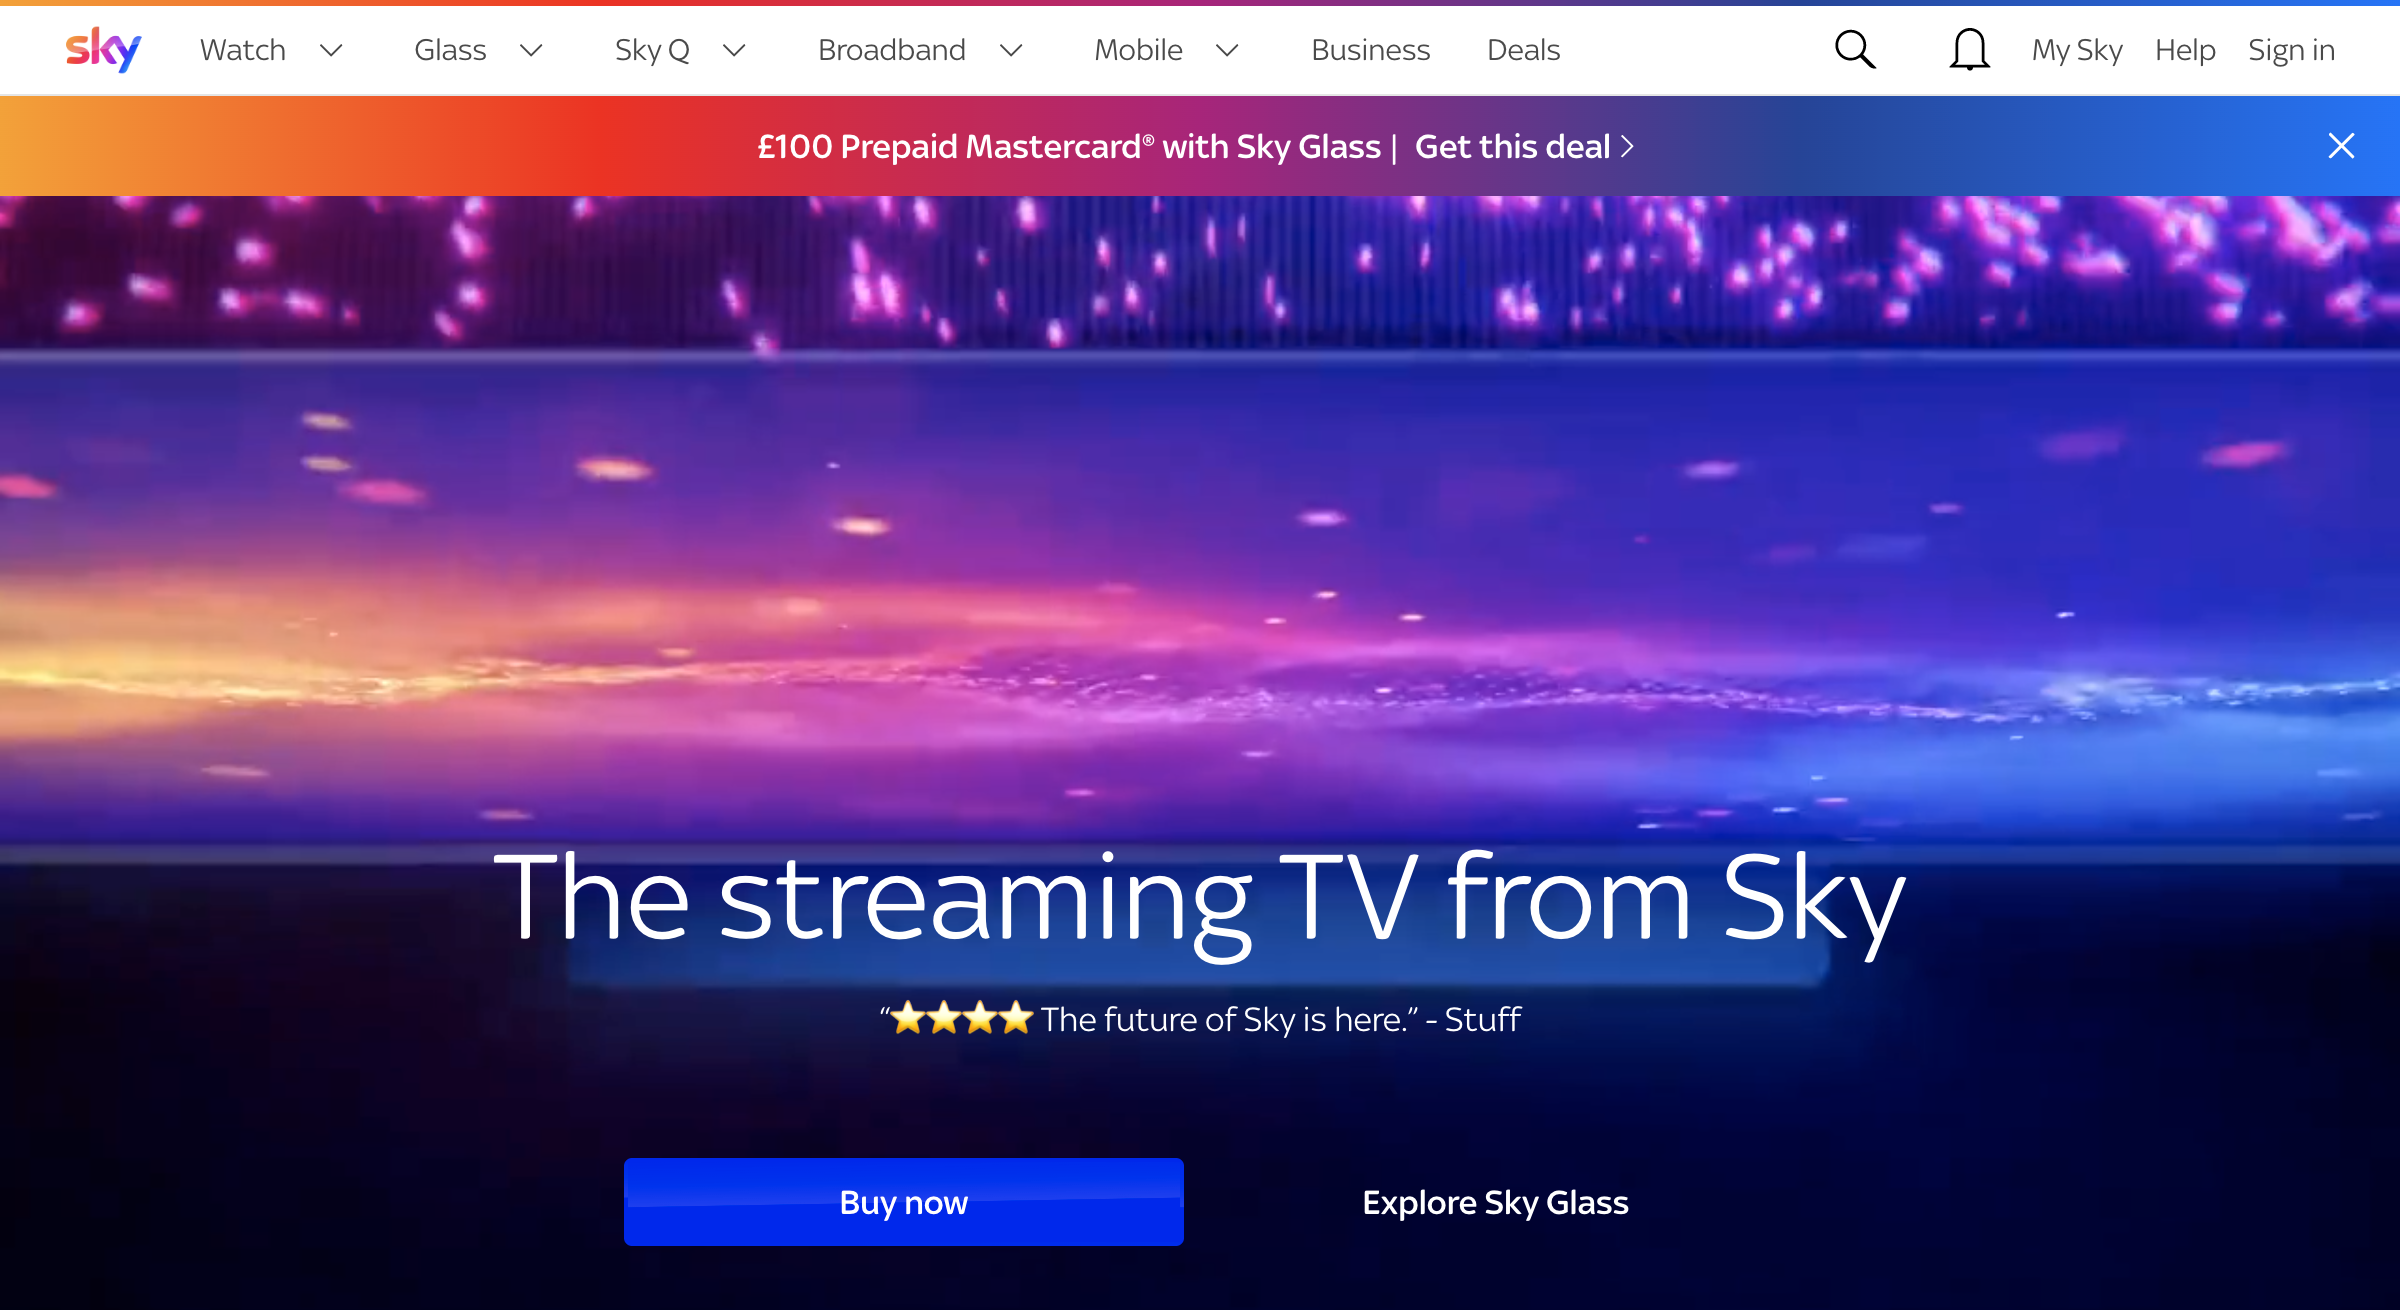 sky Watch Glass Sky Q Broadband Mobile Business Deals My Sky Help Sign in
£100 Prepaid Mastercard® with Sky Glass | Get this deal
The streaming TV from Sky
“⭐⭐⭐⭐ The future of Sky is here.” - Stuff
Buy now Explore Sky Glass